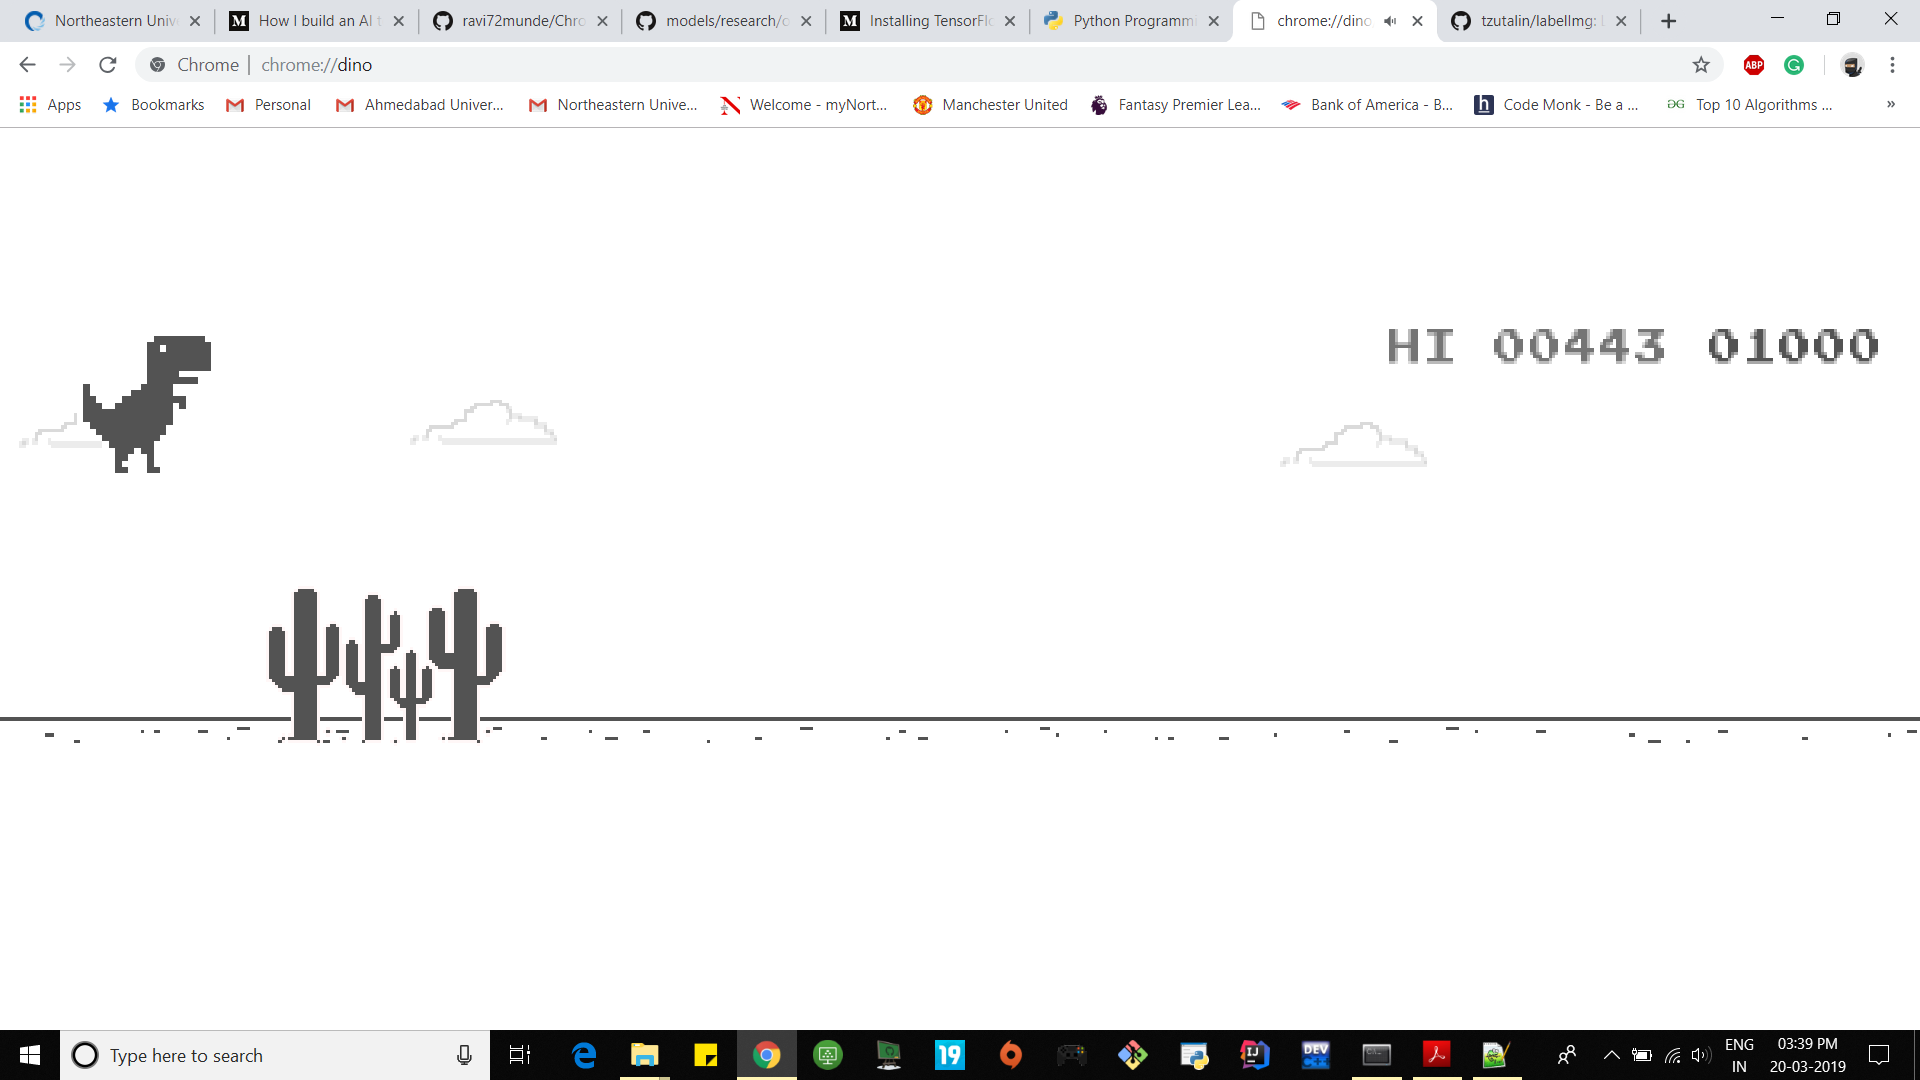 Northeastern Univ
How I build an AI t
ravi72munde/Chro
models/research/o
Installing TensorFlo
Python Programmi
chrome://dino
tzutalin/labelImg: L
Chrome | chrome://dino
Apps
Bookmarks
Personal
Ahmedabad Univer...
Northeastern Unive...
Welcome - myNort...
Manchester United
Fantasy Premier Lea...
Bank of America - B...
Code Monk - Be a ...
Top 10 Algorithms ...
»
HI 00443 01000
Type here to search
19
DEV
ENG
IN
03:39 PM
20-03-2019